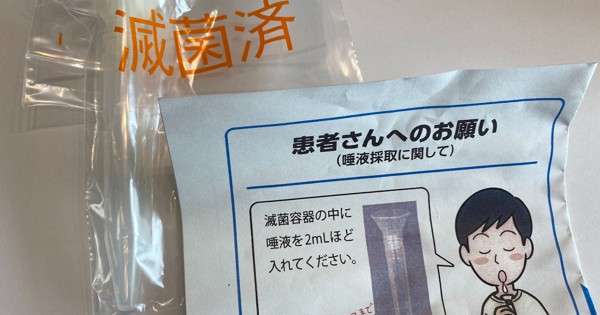 滅菌済
患者さんへのお願い
(唾液採取に関して)
滅菌容器の中に
唾液を2mLほど
入れてください。